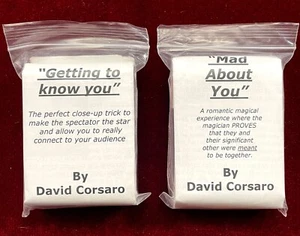 "Getting to
know you"
The perfect close-up trick to
make the spectator the star
and allow you to really
connect to your audience
By
David Corsaro
"Mad
About
You"
A romantic magical
experience where the
magician PROVES
that they and
their significant
other were meant
to be together.
By
David Corsaro